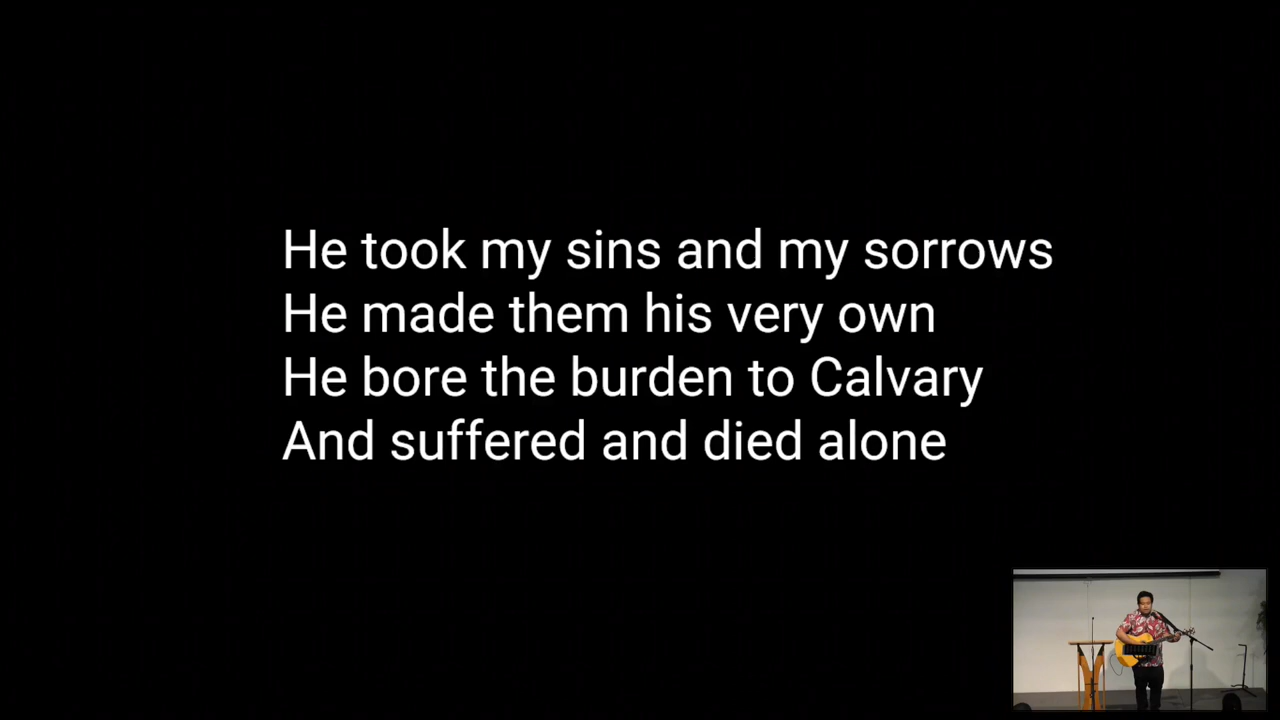 He took my sins and my sorrows
He made them his very own
He bore the burden to Calvary
And suffered and died alone